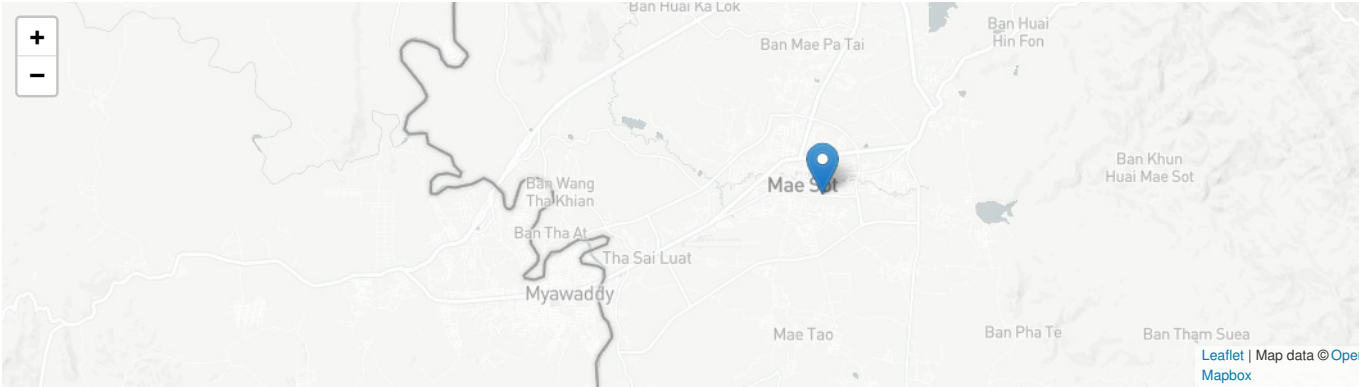 Ban Huai Ka Lok
+
Ban Huai
Hin Fon
Ban Mae Pa Tai
−
Ban Khun
Huai Mae Sot
Mae Sot
Ban Wang
Tha Khian
Ban Tha At
Tha Sai Luat
Myawaddy
Mae Tao
Ban Pha Te
Ban Tham Suea
Leaflet | Map data © Ope
Mapbox